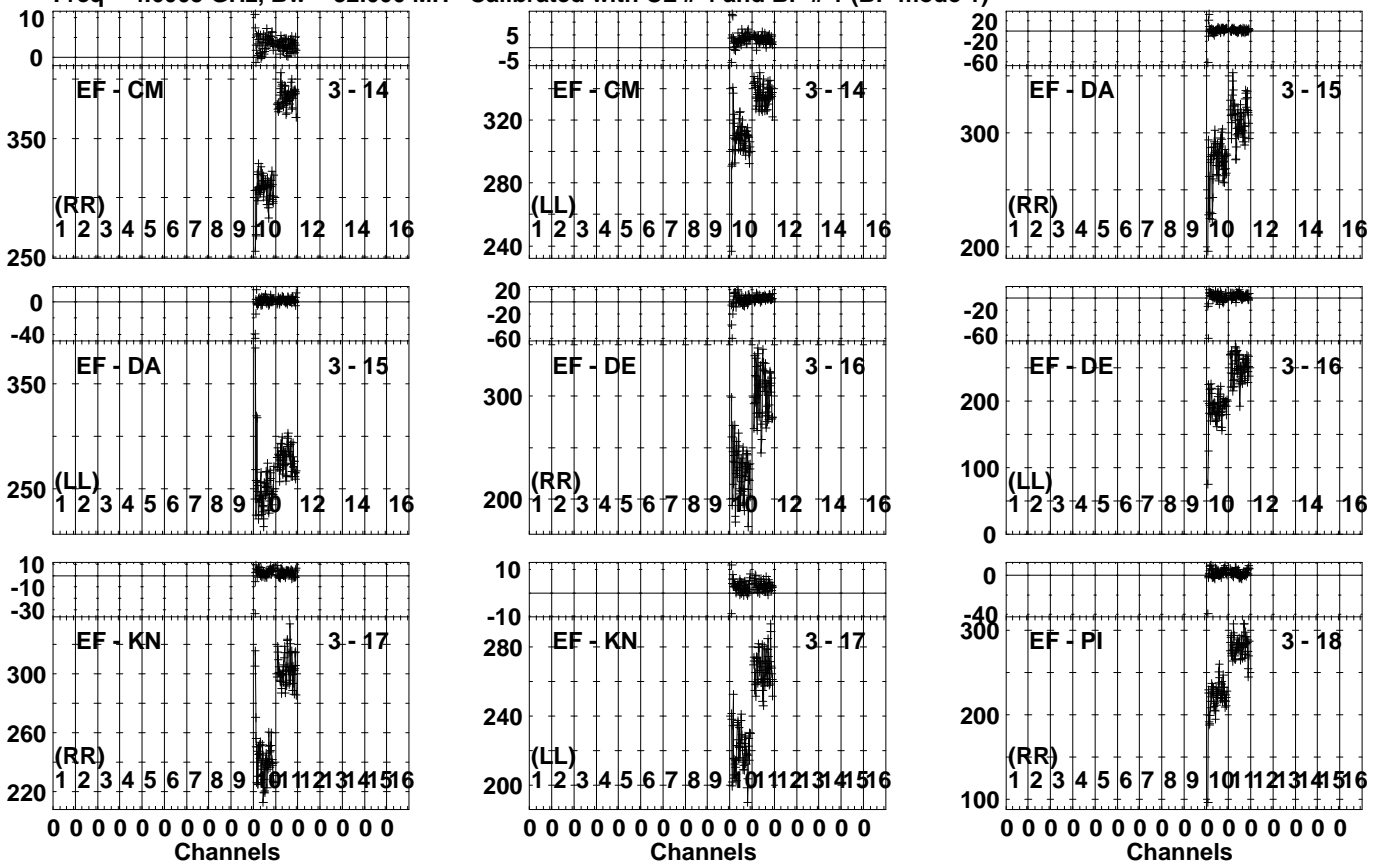 10
0
EF - CM 3 - 14
350
(RR)
1 2 3 4 5 6 7 8 9 10 12 14 16
250
5
-5
EF - CM 3 - 14
320
280
(LL)
1 2 3 4 5 6 7 8 9 10 12 14 16
240
20
-20
-60
EF - DA 3 - 15
300
(RR)
1 2 3 4 5 6 7 8 9 10 12 14 16
200
0
-40
EF - DA 3 - 15
350
250
(LL)
1 2 3 4 5 6 7 8 9 10 12 14 16
20
-20
-60
EF - DE 3 - 16
300
(RR)
200
1 2 3 4 5 6 7 8 9 10 12 14 16
-20
-60
EF - DE 3 - 16
200
100
(LL)
1 2 3 4 5 6 7 8 9 10 12 14 16
0
10
-10
-30
EF - KN 3 - 17
300
260
(RR)
1 2 3 4 5 6 7 8 9 10 11 12 13 14 15 16
220
0 0 0 0 0 0 0 0 0 0 0 0 0 0 0 0
Channels
10
-10
EF - KN 3 - 17
280
240
(LL)
200
1 2 3 4 5 6 7 8 9 10 11 12 13 14 15 16
0 0 0 0 0 0 0 0 0 0 0 0 0 0 0 0
Channels
0
-40
EF - PI 3 - 18
300
200
(RR)
1 2 3 4 5 6 7 8 9 10 11 12 13 14 15 16
100
0 0 0 0 0 0 0 0 0 0 0 0 0 0 0 0
Channels